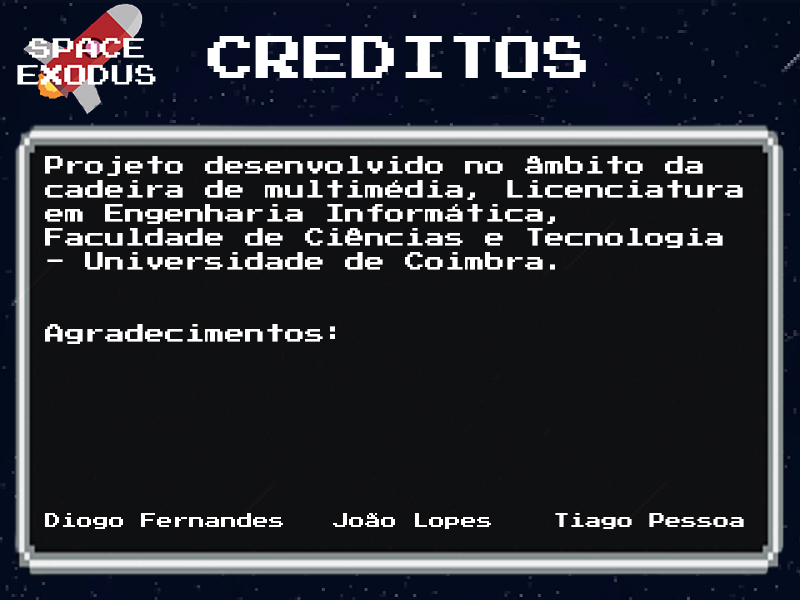 SPACE
EXODUS
CREDITOS
Projeto desenvolvido no âmbito da
cadeira de multimédia, Licenciatura
em Engenharia Informática,
Faculdade de Ciências e Tecnologia
- Universidade de Coimbra.
Agradecimentos:
Diogo Fernandes João Lopes Tiago Pessoa